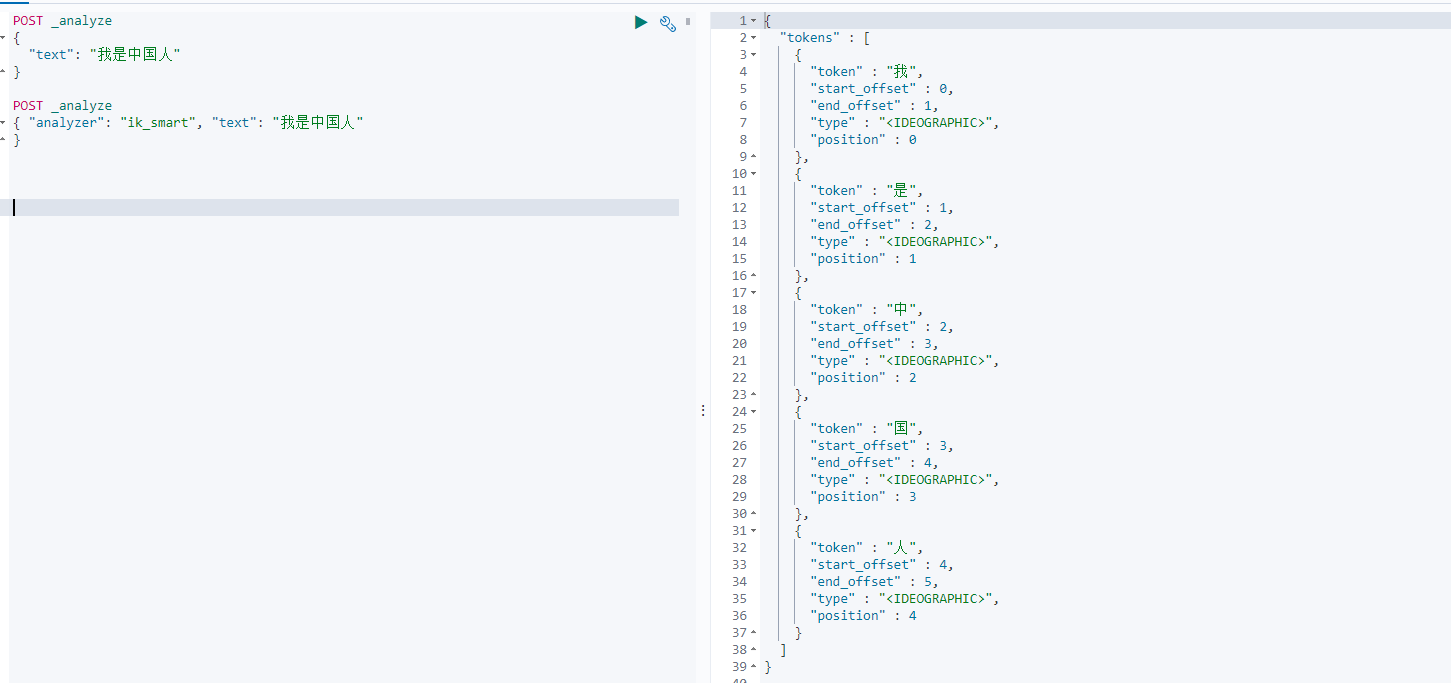 POST _analyze
{
  "text": "我是中国人"
}
POST _analyze
{ "analyzer": "ik_smart", "text": "我是中国人"
}
1 {
2   "tokens" : [
3     {
4       "token" : "我",
5       "start_offset" : 0,
6       "end_offset" : 1,
7       "type" : "<IDEOGRAPHIC>",
8       "position" : 0
9     },
10     {
11       "token" : "是",
12       "start_offset" : 1,
13       "end_offset" : 2,
14       "type" : "<IDEOGRAPHIC>",
15       "position" : 1
16     },
17     {
18       "token" : "中",
19       "start_offset" : 2,
20       "end_offset" : 3,
21       "type" : "<IDEOGRAPHIC>",
22       "position" : 2
23     },
24     {
25       "token" : "国",
26       "start_offset" : 3,
27       "end_offset" : 4,
28       "type" : "<IDEOGRAPHIC>",
29       "position" : 3
30     },
31     {
32       "token" : "人",
33       "start_offset" : 4,
34       "end_offset" : 5,
35       "type" : "<IDEOGRAPHIC>",
36       "position" : 4
37     }
38   ]
39 }